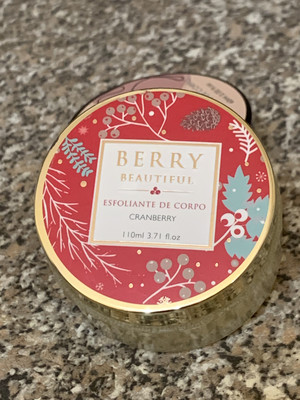 BERRY
BEAUTIFUL
ESFOLIANTE DE CORPO
CRANBERRY
110ml 3.71 fl.oz